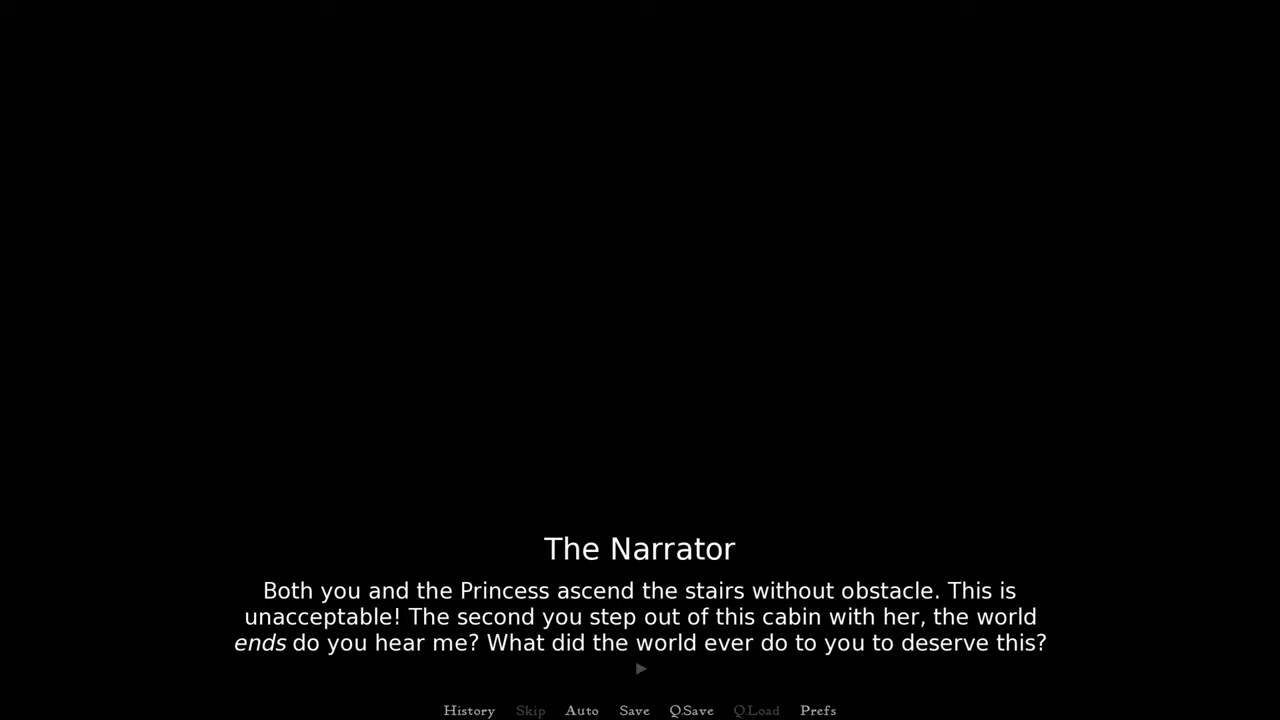 The Narrator
Both you and the Princess ascend the stairs without obstacle. This is
unacceptable! The second you step out of this cabin with her, the world
ends do you hear me? What did the world ever do to you to deserve this?
History Skip Auto Save Q.Save Q.Load Prefs